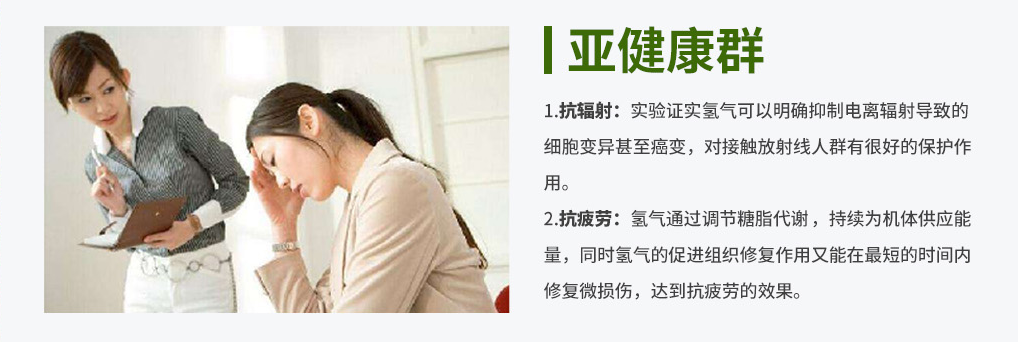 亚健康群
1.抗辐射：实验证实氢气可以明确抑制电离辐射导致的
细胞变异甚至癌变，对接触放射线人群有很好的保护作
用。
2.抗疲劳：氢气通过调节糖脂代谢，持续为机体供应能
量，同时氢气的促进组织修复作用又能在最短的时间内
修复微损伤，达到抗疲劳的效果。